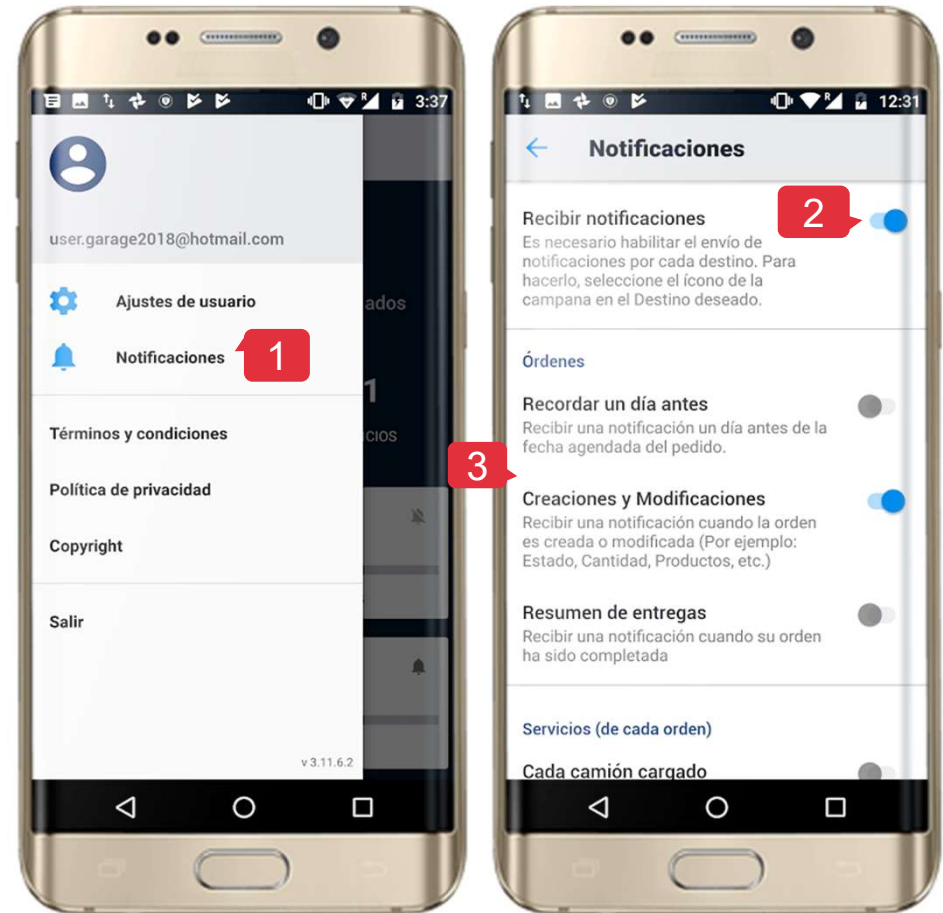 3:37
user.garage2018@hotmail.com
Ajustes de usuario
ados
Notificaciones
1
1
Términos y condiciones
icios
Política de privacidad
Copyright
Salir
v 3.11.6.2
12:31
Notificaciones
Recibir notificaciones
2
Es necesario habilitar el envío de
notificaciones por cada destino. Para
hacerlo, seleccione el ícono de la
campana en el Destino deseado.
Órdenes
Recordar un día antes
Recibir una notificación un día antes de la
fecha agendada del pedido.
3
Creaciones y Modificaciones
Recibir una notificación cuando la orden
es creada o modificada (Por ejemplo:
Estado, Cantidad, Productos, etc.)
Resumen de entregas
Recibir una notificación cuando su orden
ha sido completada
Servicios (de cada orden)
Cada camión cargado